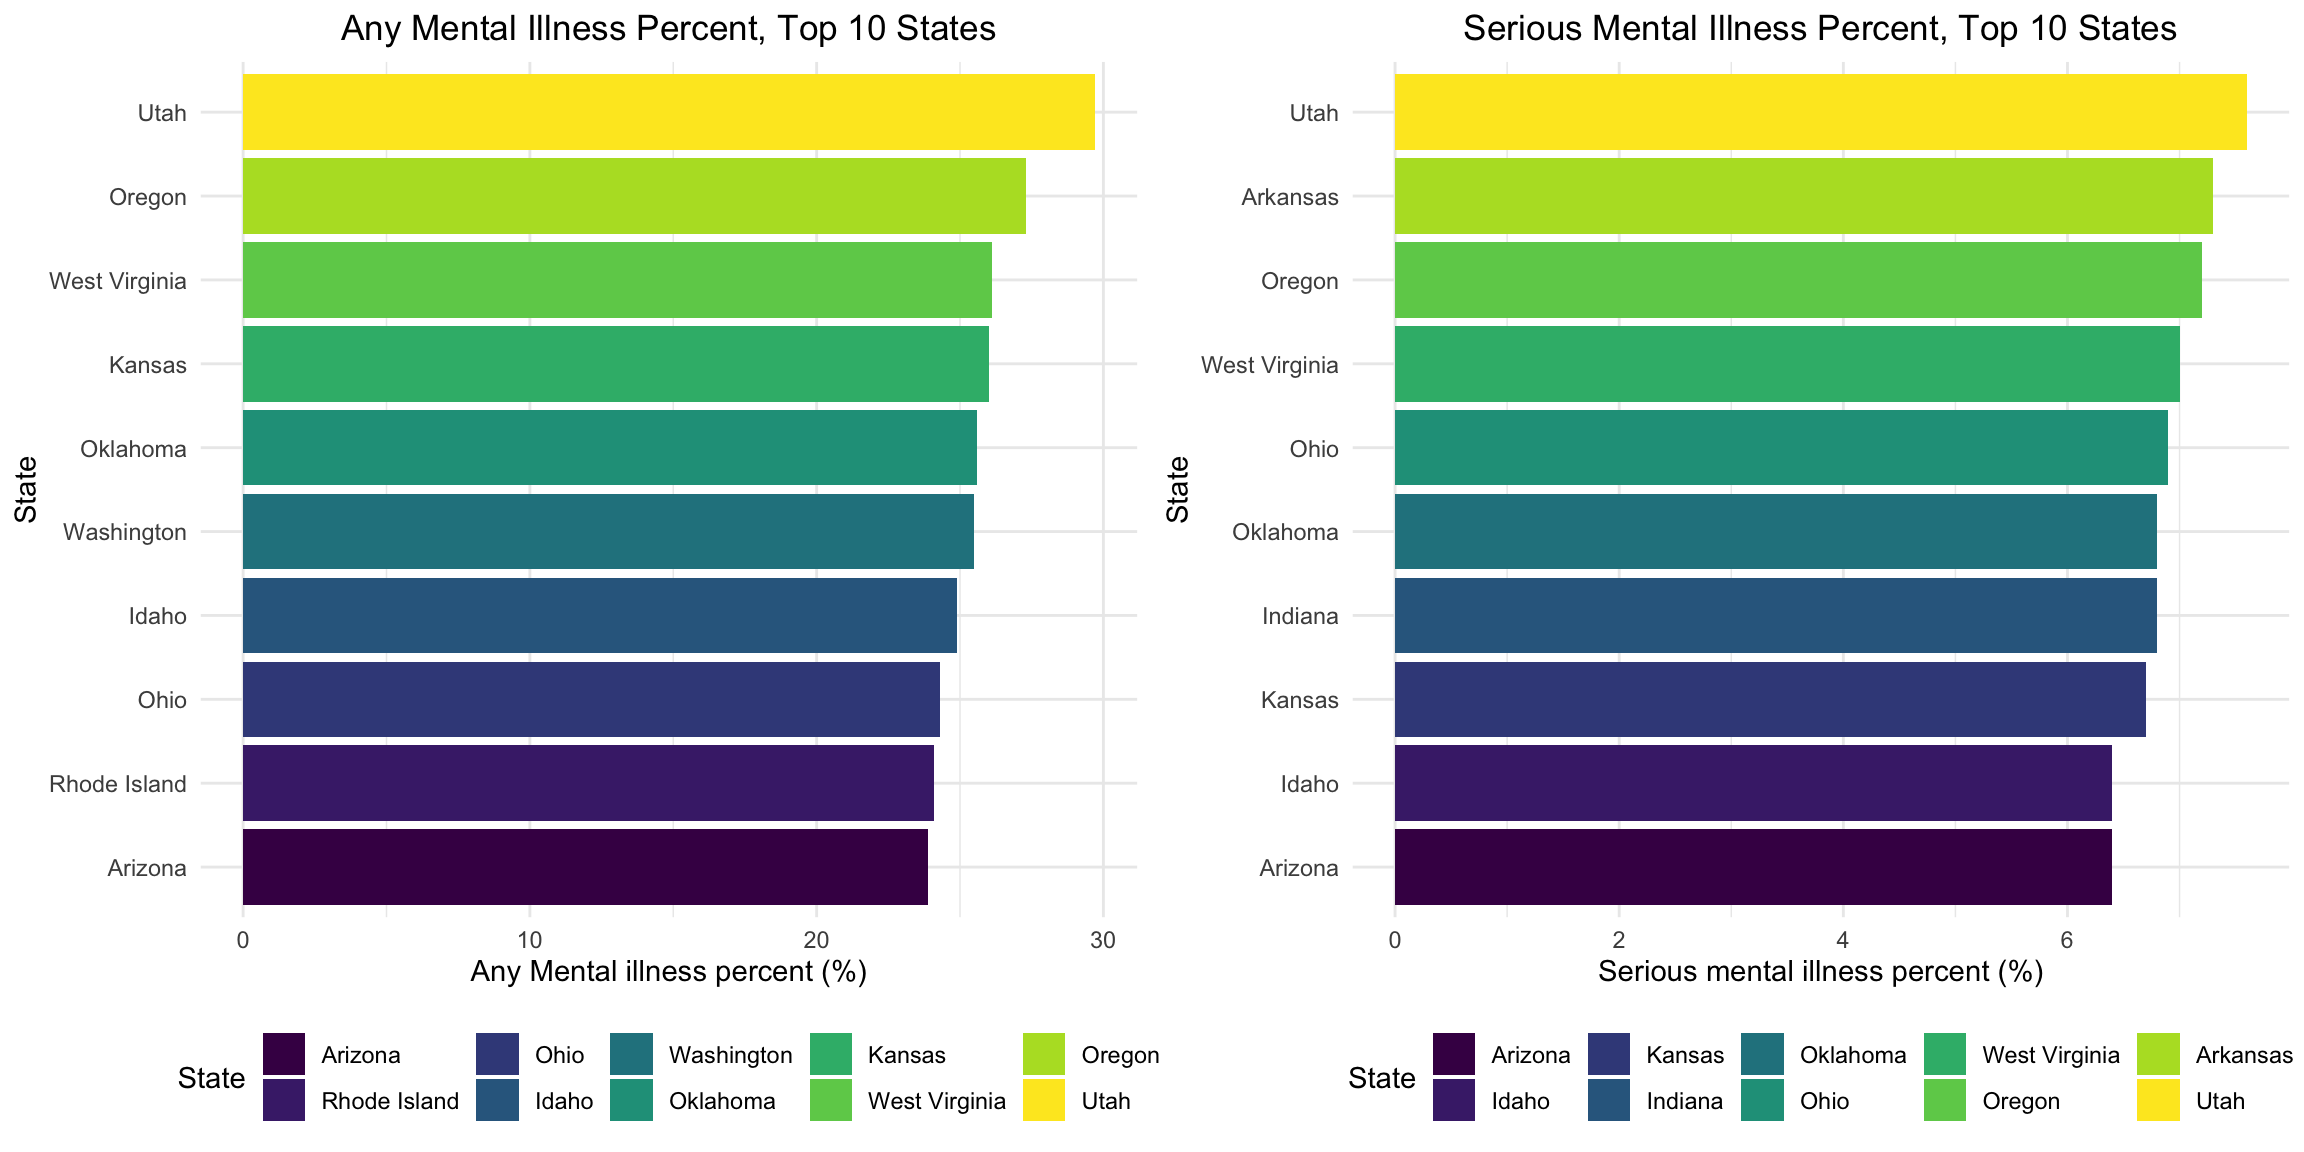 Any Mental Illness Percent, Top 10 States
State
Utah
Oregon
West Virginia
Kansas
Oklahoma
Washington
Idaho
Ohio
Rhode Island
Arizona
0 10 20 30
Any Mental illness percent (%)
State
Arizona Ohio Washington Kansas Oregon
Rhode Island Idaho Oklahoma West Virginia Utah
Serious Mental Illness Percent, Top 10 States
State
Utah
Arkansas
Oregon
West Virginia
Ohio
Oklahoma
Indiana
Kansas
Idaho
Arizona
0 2 4 6
Serious mental illness percent (%)
State
Arizona Kansas Oklahoma West Virginia Arkansas
Idaho Indiana Ohio Oregon Utah